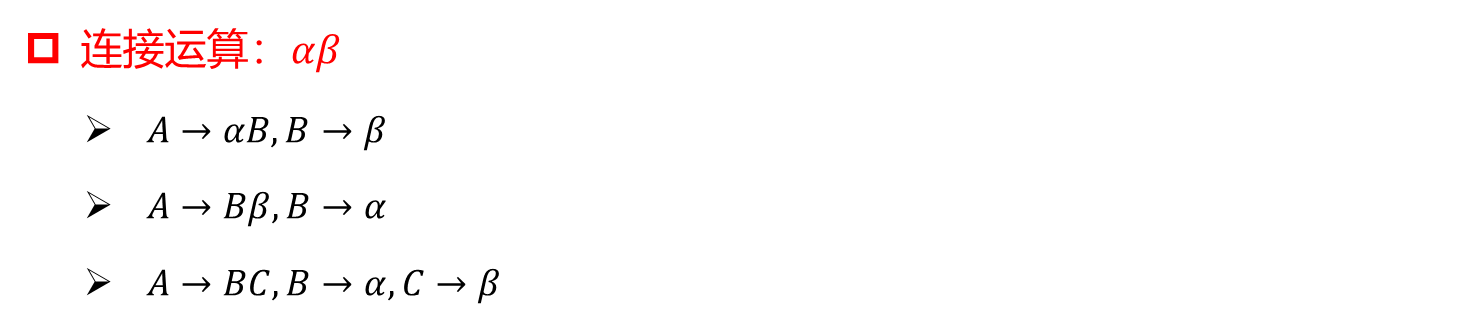 连接运算：αβ
A → αB, B → β
A → Bβ, B → α
A → BC, B → α, C → β